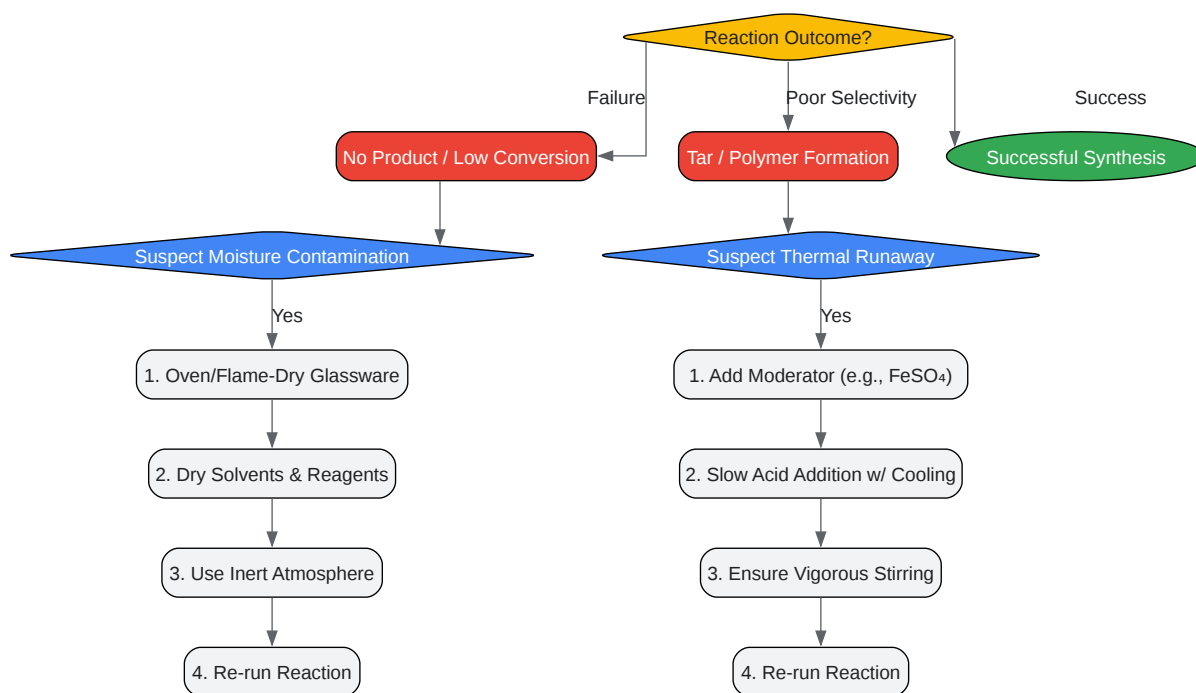 Reaction Outcome?
Failure
Poor Selectivity
Success
No Product / Low Conversion
Tar / Polymer Formation
Successful Synthesis
Suspect Moisture Contamination
Suspect Thermal Runaway
Yes
Yes
1. Oven/Flame-Dry Glassware
1. Add Moderator (e.g., FeSO₄)
2. Dry Solvents & Reagents
2. Slow Acid Addition w/ Cooling
3. Use Inert Atmosphere
3. Ensure Vigorous Stirring
4. Re-run Reaction
4. Re-run Reaction